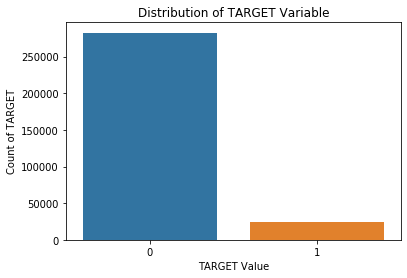 Distribution of TARGET Variable
Count of TARGET
250000
200000
150000
100000
50000
0
0 1
TARGET Value